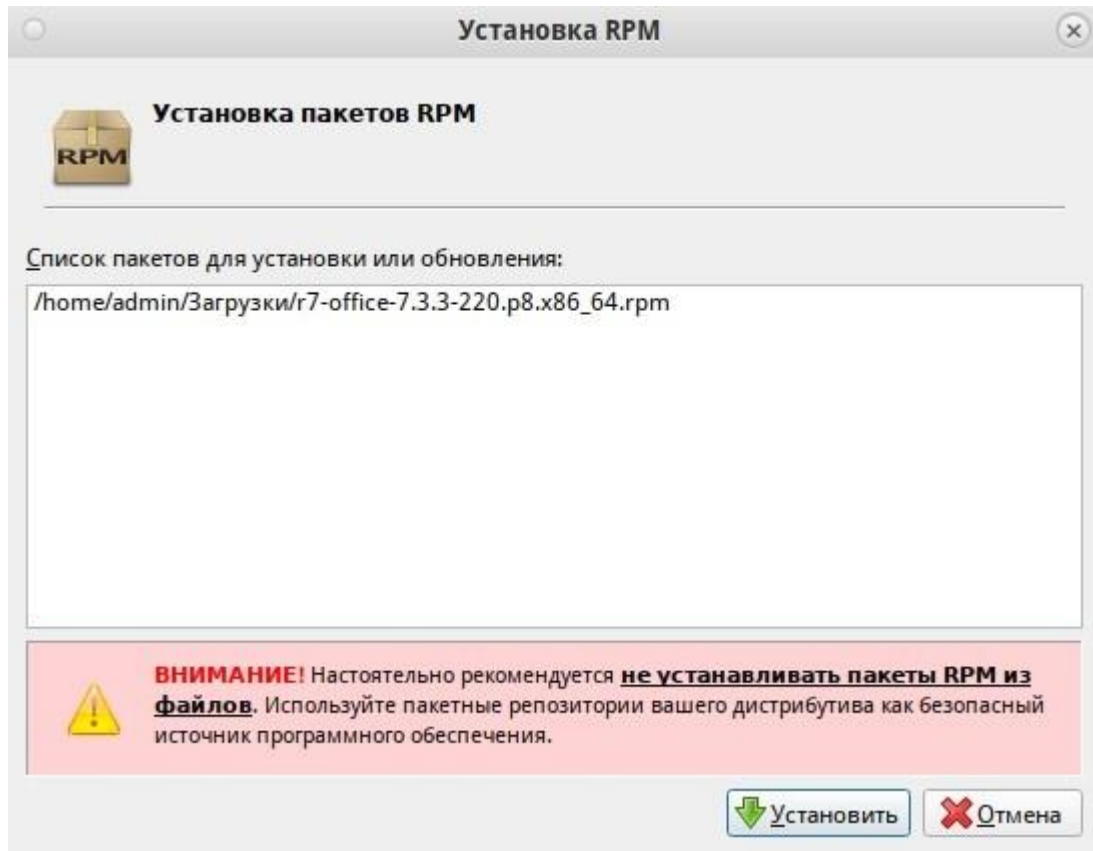 Установка RPM
Установка пакетов RPM
RPM
Список пакетов для установки или обновления:
/home/admin/Загрузки/r7-office-7.3.3-220.p8.x86_64.rpm
ВНИМАНИЕ! Настоятельно рекомендуется не устанавливать пакеты RPM из
файлов. Используйте пакетные репозитории вашего дистрибутива как безопасный
источник программного обеспечения.
Установить
Отмена